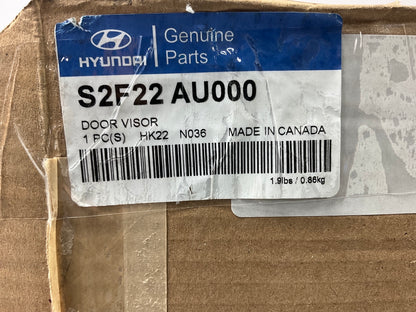 HYUNDAI
Genuine
Parts
S2F22 AU000
DOOR VISOR
1 PC(S) HK22 N036 MADE IN CANADA
1.9lbs / 0.86kg